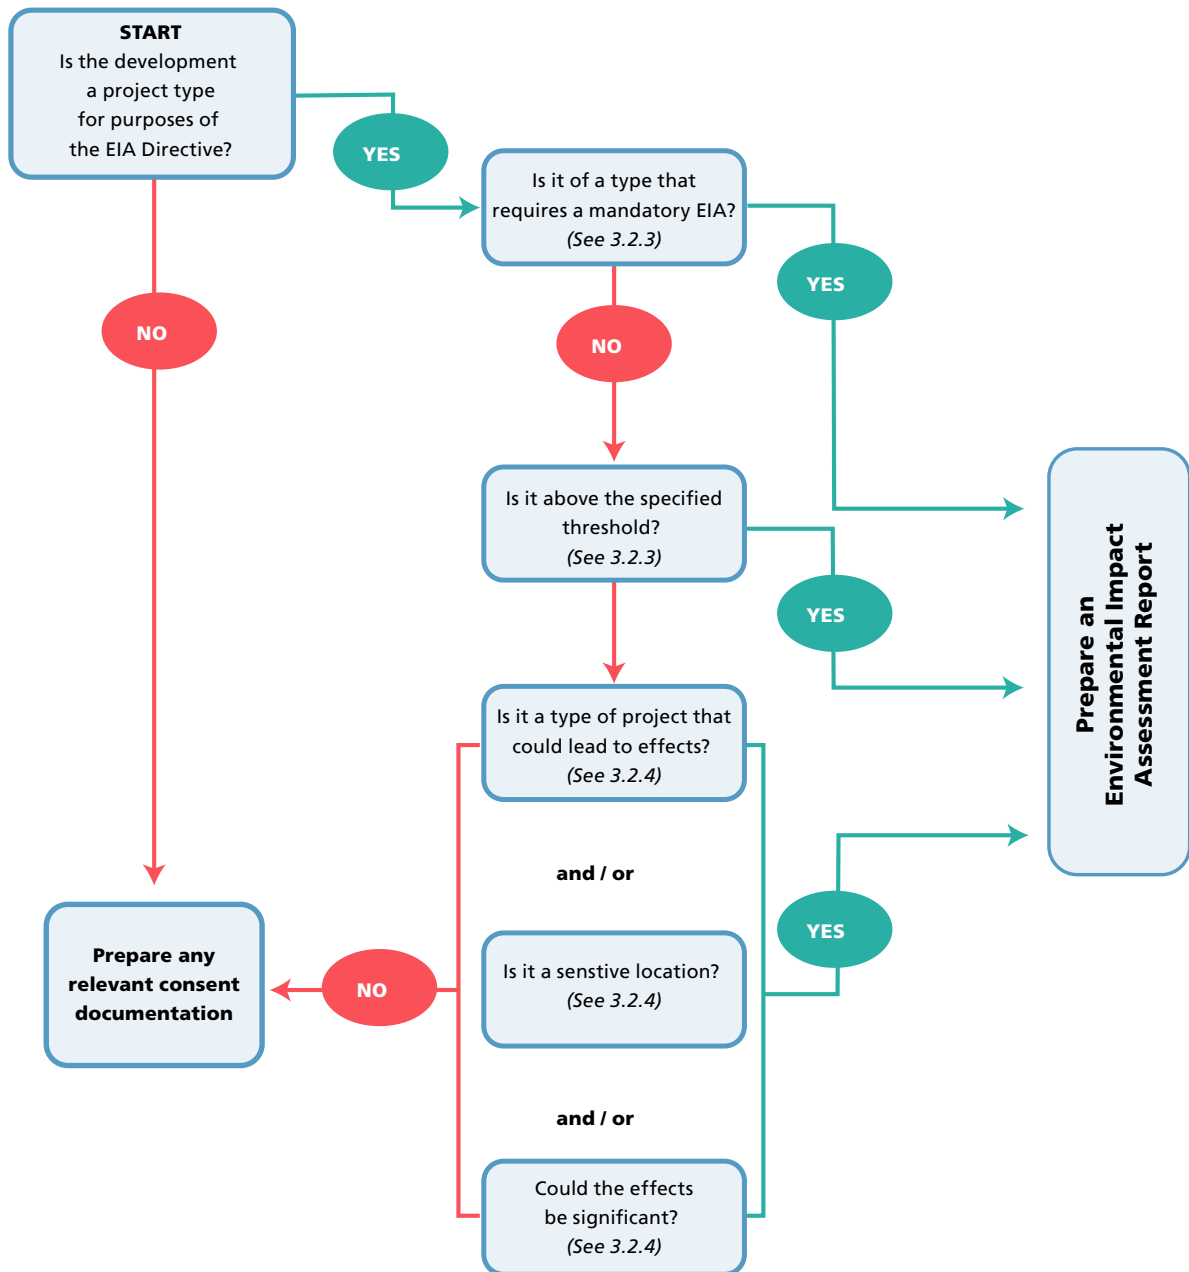 START
Is the development
a project type
for purposes of
the EIA Directive?
YES
Is it of a type that
requires a mandatory EIA?
(See 3.2.3)
YES
NO
NO
Is it above the specified
threshold?
(See 3.2.3)
YES
Prepare an
Environmental Impact
Assessment Report
Is it a type of project that
could lead to effects?
(See 3.2.4)
and / or
YES
Prepare any
relevant consent
documentation
NO
Is it a senstive location?
(See 3.2.4)
and / or
Could the effects
be significant?
(See 3.2.4)